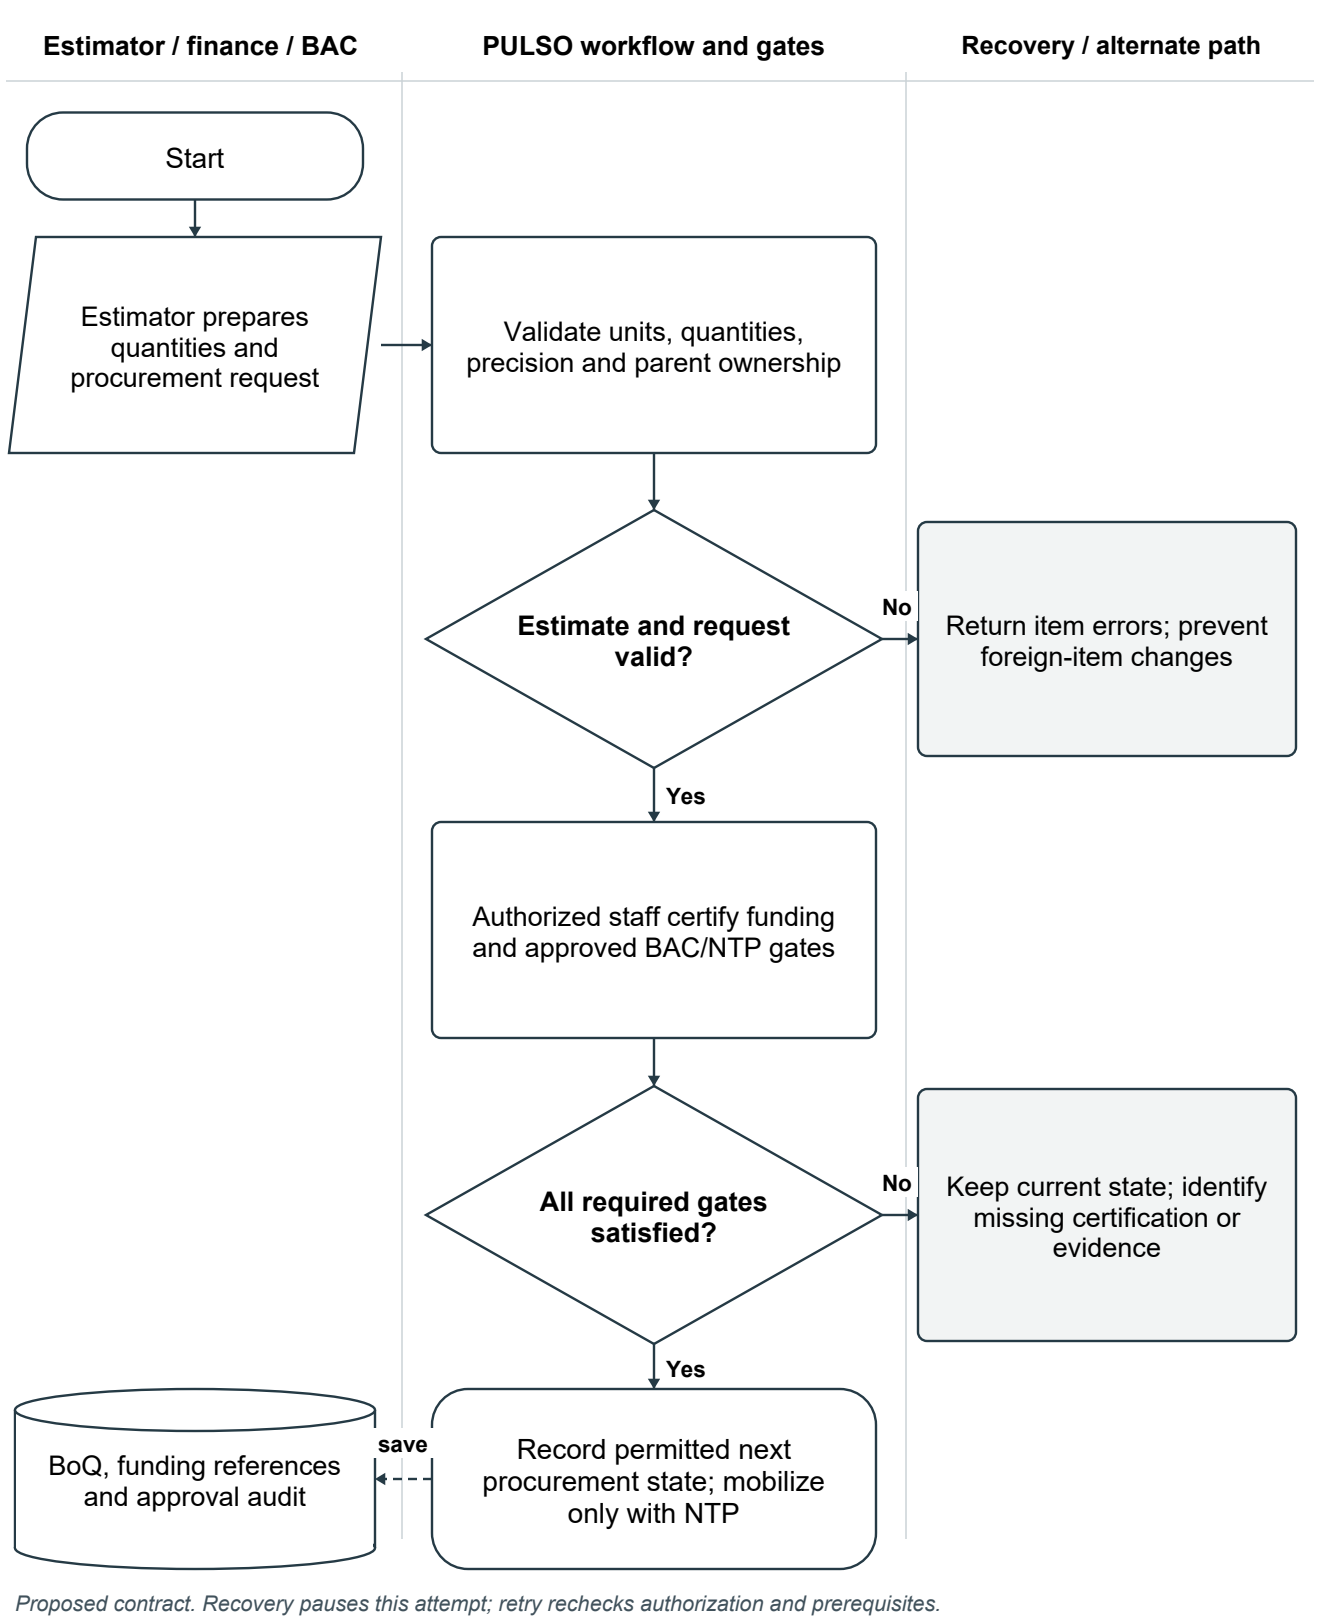 Estimator / finance / BAC
PULSO workflow and gates
Recovery / alternate path
Start
Estimator prepares
quantities and
procurement request
Validate units, quantities,
precision and parent ownership
Estimate and request
valid?
No
Return item errors; prevent
foreign-item changes
Yes
Authorized staff certify funding
and approved BAC/NTP gates
All required gates
satisfied?
No
Keep current state; identify
missing certification or
evidence
Yes
Record permitted next
procurement state; mobilize
only with NTP
save
BoQ, funding references
and approval audit
Proposed contract. Recovery pauses this attempt; retry rechecks authorization and prerequisites.